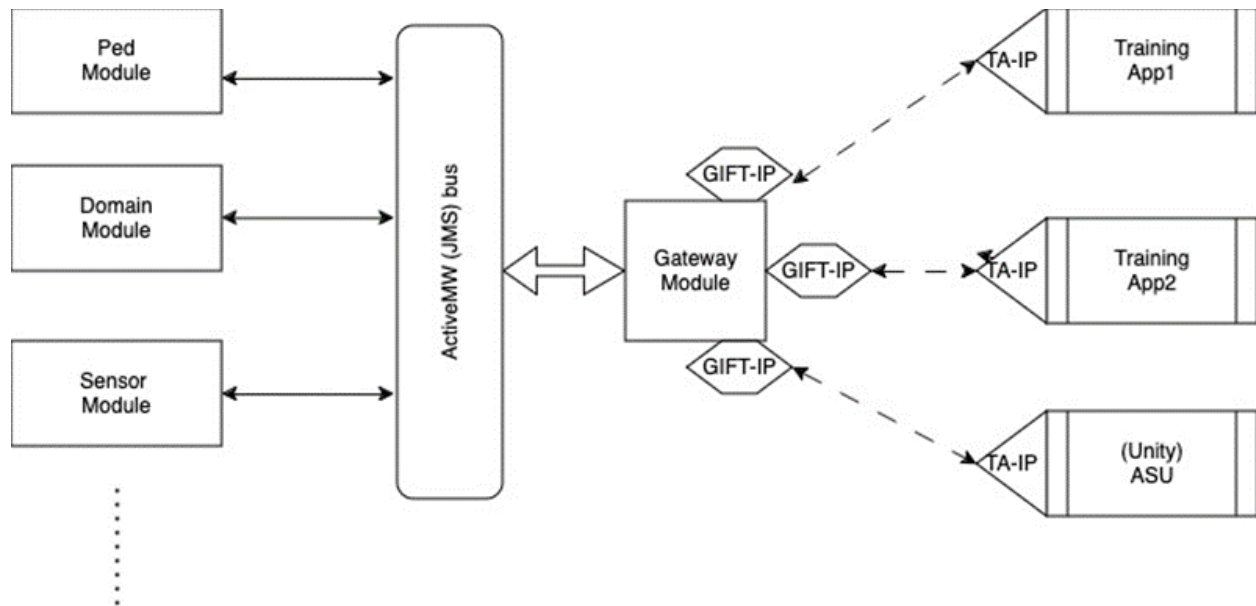 Ped
Module
Domain
Module
Sensor
Module
ActiveMW (JMS) bus
Gateway
Module
GIFT-IP
GIFT-IP
GIFT-IP
TA-IP
Training
App1
TA-IP
Training
App2
TA-IP
(Unity)
ASU